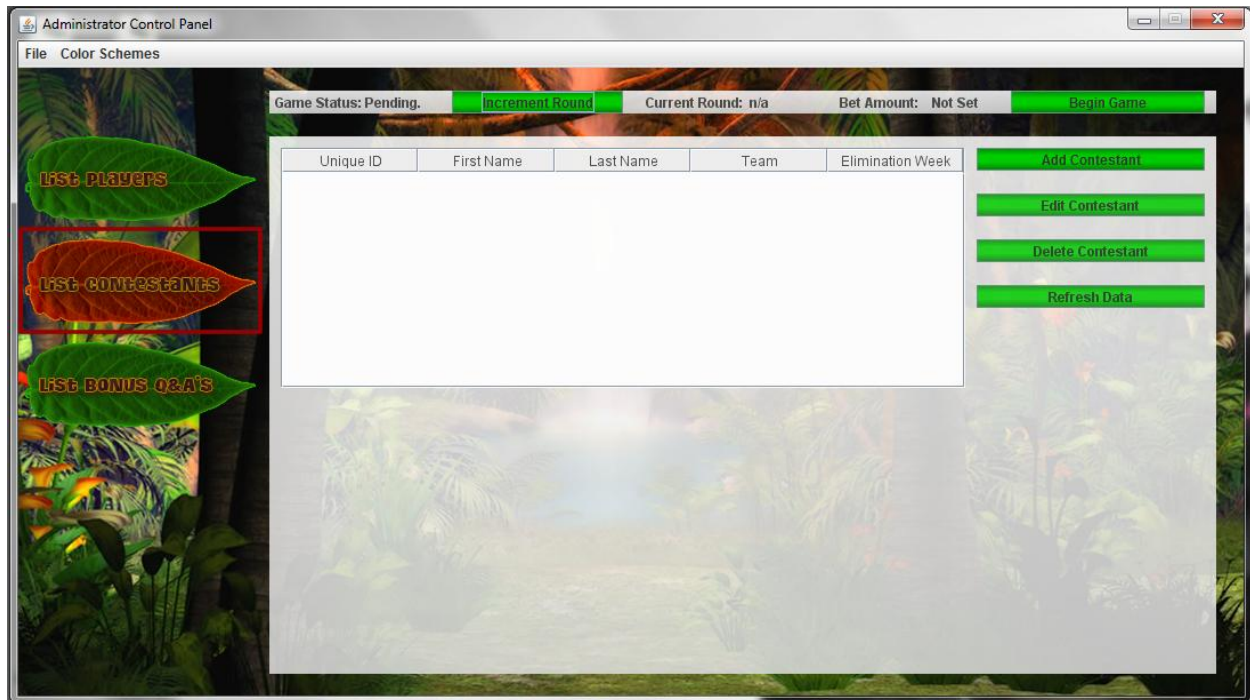 Administrator Control Panel
File Color Schemes
Game Status: Pending. Increment Round Current Round: n/a Bet Amount: Not Set Begin Game
List Players
List Contestants
List Bonus Q&A's
Unique ID First Name Last Name Team Elimination Week
Add Contestant
Edit Contestant
Delete Contestant
Refresh Data